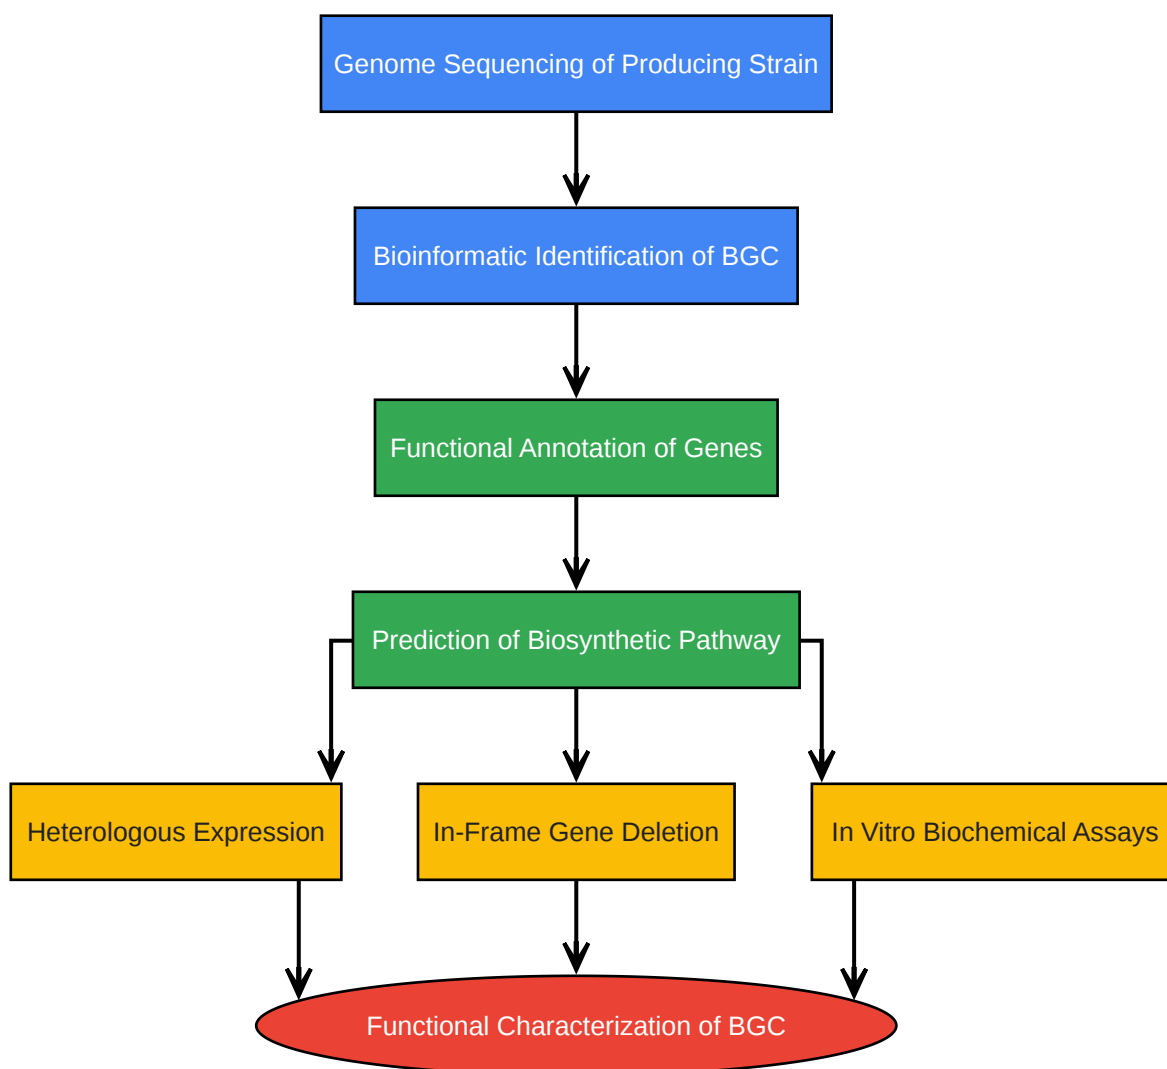 Genome Sequencing of Producing Strain
Bioinformatic Identification of BGC
Functional Annotation of Genes
Prediction of Biosynthetic Pathway
Heterologous Expression
In-Frame Gene Deletion
In Vitro Biochemical Assays
Functional Characterization of BGC